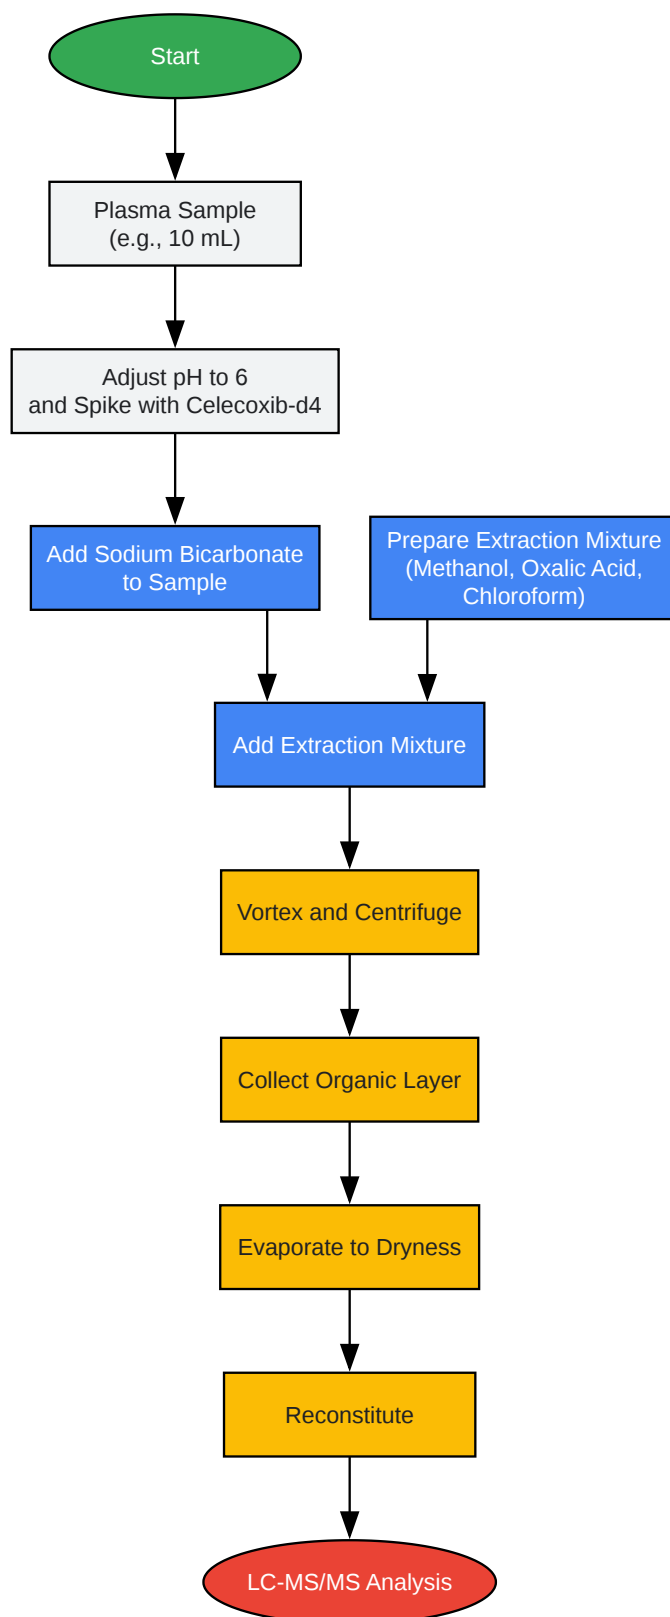 Start
Plasma Sample
(e.g., 10 mL)
Adjust pH to 6
and Spike with Celecoxib-d4
Add Sodium Bicarbonate
to Sample
Prepare Extraction Mixture
(Methanol, Oxalic Acid,
Chloroform)
Add Extraction Mixture
Vortex and Centrifuge
Collect Organic Layer
Evaporate to Dryness
Reconstitute
LC-MS/MS Analysis